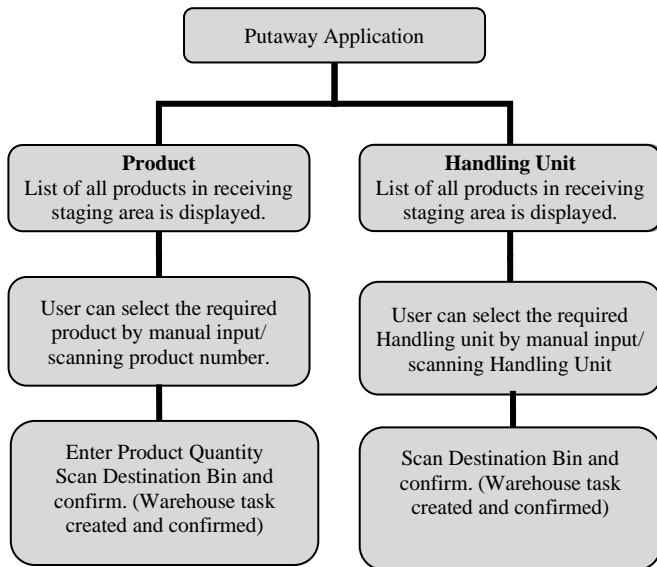 Putaway Application
Product
List of all products in receiving
staging area is displayed.
Handling Unit
List of all products in receiving
staging area is displayed.
User can select the required
product by manual input/
scanning product number.
User can select the required
Handling unit by manual input/
scanning Handling Unit
Enter Product Quantity
Scan Destination Bin and
confirm. (Warehouse task
created and confirmed)
Scan Destination Bin and
confirm. (Warehouse task
created and confirmed)